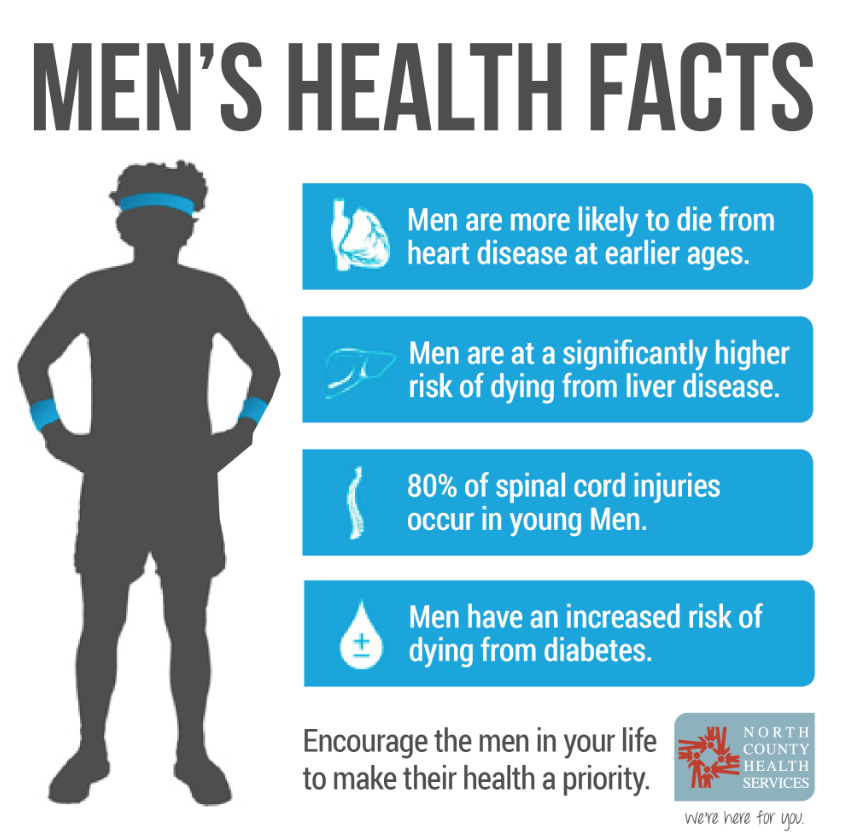 MEN'S HEALTH FACTS
Men are more likely to die from
heart disease at earlier ages.
Men are at a significantly higher
risk of dying from liver disease.
80% of spinal cord injuries
occur in young Men.
Men have an increased risk of
dying from diabetes.
Encourage the men in your life
to make their health a priority.
NORTH
COUNTY
HEALTH
SERVICES
We're here for you.